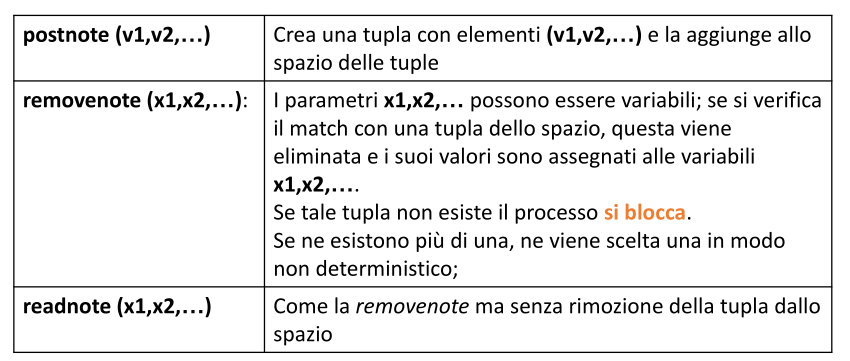 postnote (v1,v2,...)
Crea una tupla con elementi (v1,v2,...) e la aggiunge allo
spazio delle tuple
removenote (x1,x2,...):
I parametri x1,x2,... possono essere variabili; se si verifica
il match con una tupla dello spazio, questa viene
eliminata e i suoi valori sono assegnati alle variabili
x1,x2,....
Se tale tupla non esiste il processo si blocca.
Se ne esistono più di una, ne viene scelta una in modo
non deterministico;
readnote (x1,x2,...)
Come la removenote ma senza rimozione della tupla dallo
spazio